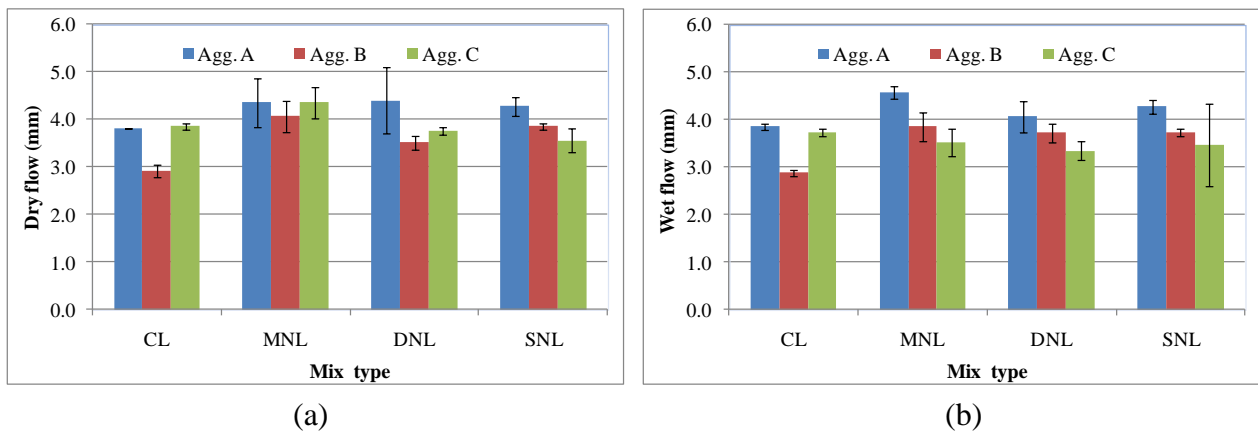 6.0
5.0
4.0
3.0
2.0
1.0
0.0
Dry flow (mm)
Agg. A Agg. B Agg. C
CL MNL DNL SNL
Mix type
(a)
6.0
5.0
4.0
3.0
2.0
1.0
0.0
Wet flow (mm)
Agg. A Agg. B Agg. C
CL MNL DNL SNL
Mix type
(b)